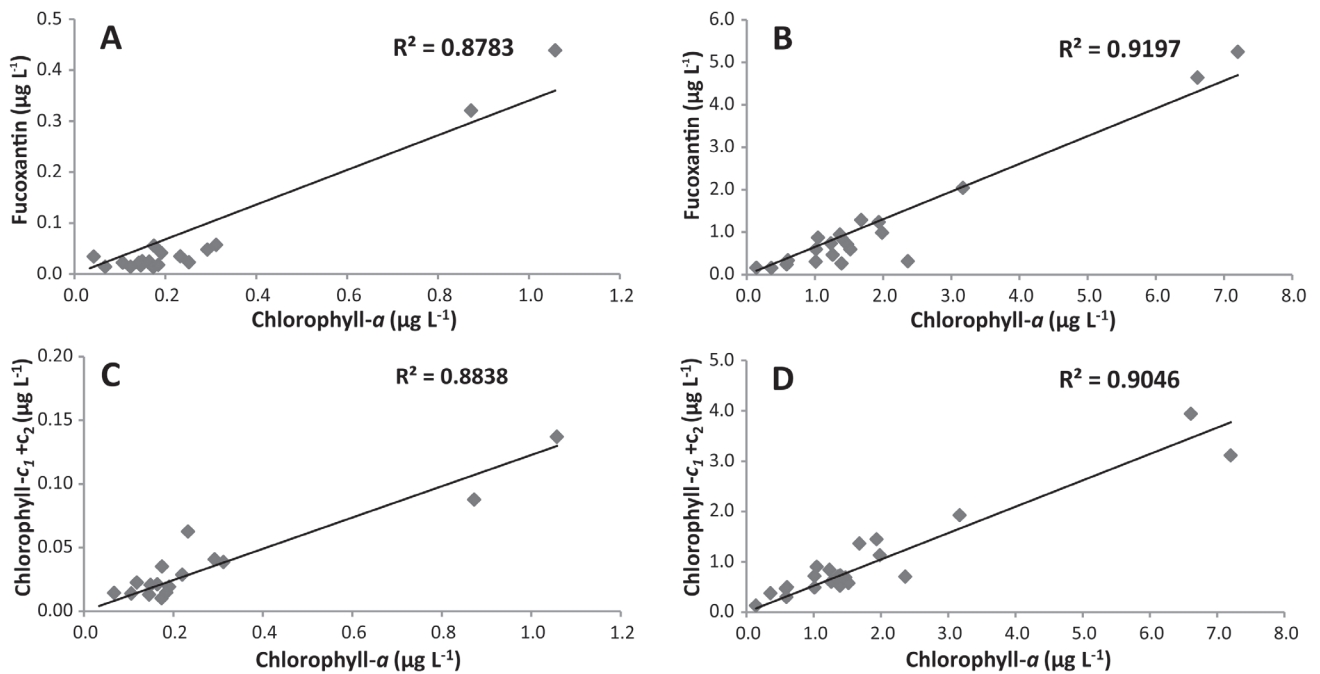 A
R² = 0.8783
Fucoxantin (µg L⁻¹)
0.5
0.4
0.3
0.2
0.1
0.0
0.0 0.2 0.4 0.6 0.8 1.0 1.2
Chlorophyll-a (µg L⁻¹)
B
R² = 0.9197
Fucoxantin (µg L⁻¹)
6.0
5.0
4.0
3.0
2.0
1.0
0.0
0.0 1.0 2.0 3.0 4.0 5.0 6.0 7.0 8.0
Chlorophyll-a (µg L⁻¹)
C
R² = 0.8838
Chlorophyll-c₁ +c₂ (µg L⁻¹)
0.20
0.15
0.10
0.05
0.00
0.0 0.2 0.4 0.6 0.8 1.0 1.2
Chlorophyll-a (µg L⁻¹)
D
R² = 0.9046
Chlorophyll-c₁ +c₂ (µg L⁻¹)
5.0
4.0
3.0
2.0
1.0
0.0
0.0 1.0 2.0 3.0 4.0 5.0 6.0 7.0 8.0
Chlorophyll-a (µg L⁻¹)